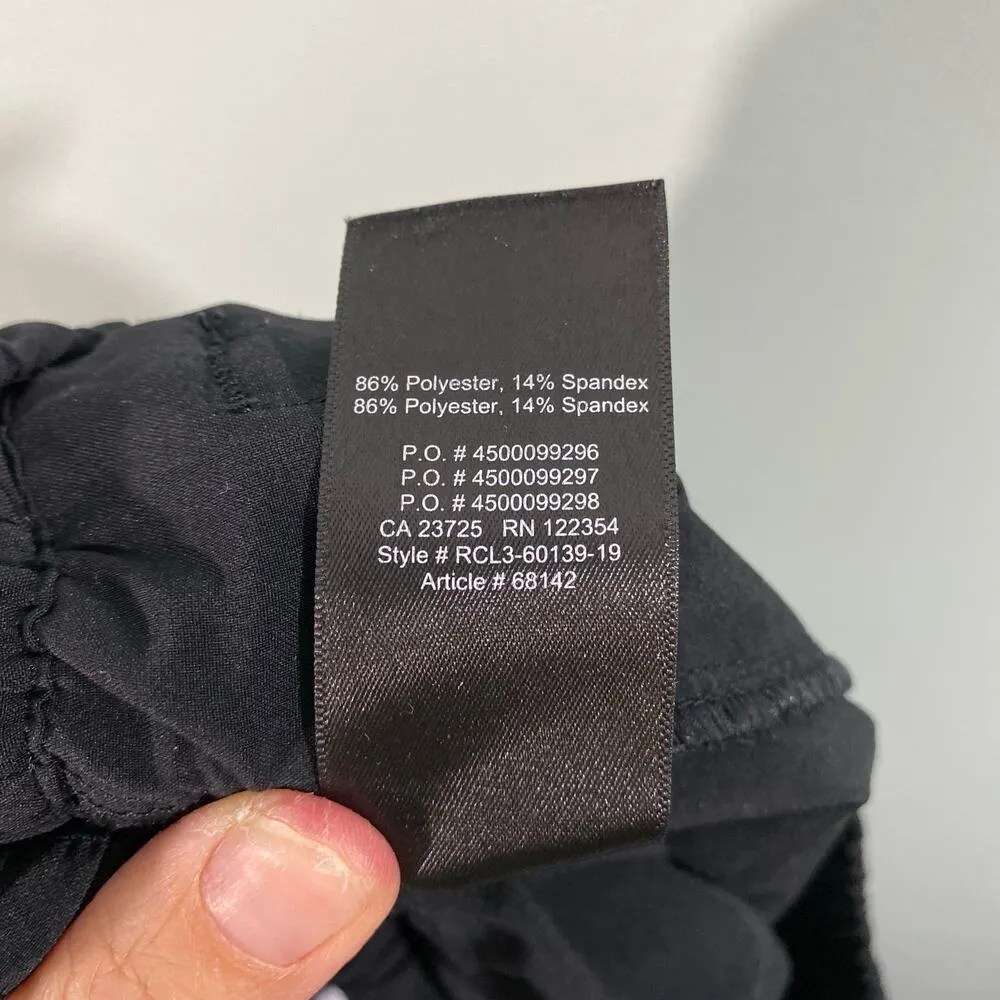 86% Polyester, 14% Spandex
86% Polyester, 14% Spandex
P.O. # 4500099296
P.O. # 4500099297
P.O. # 4500099298
CA 23725 RN 122354
Style # RCL3-60139-19
Article # 68142